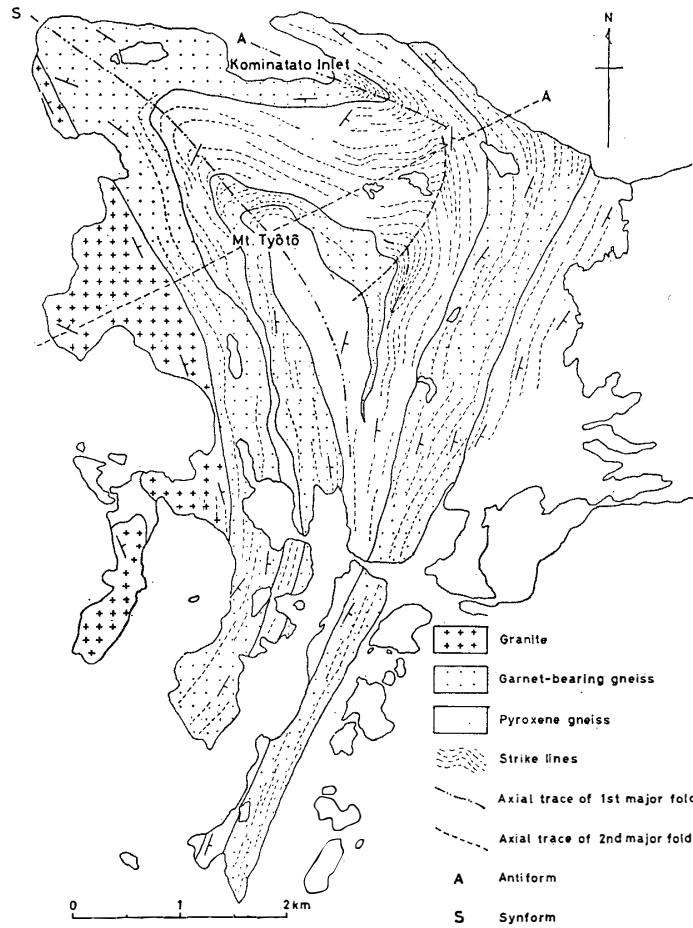 S
A
N
Kominatato Inlet
A
Mt. Tyôtô
Granite
Garnet-bearing gneiss
Pyroxene gneiss
Strike lines
Axial trace of 1st major fold
Axial trace of 2nd major fold
A Antiform
S Synform
0 1 2 km